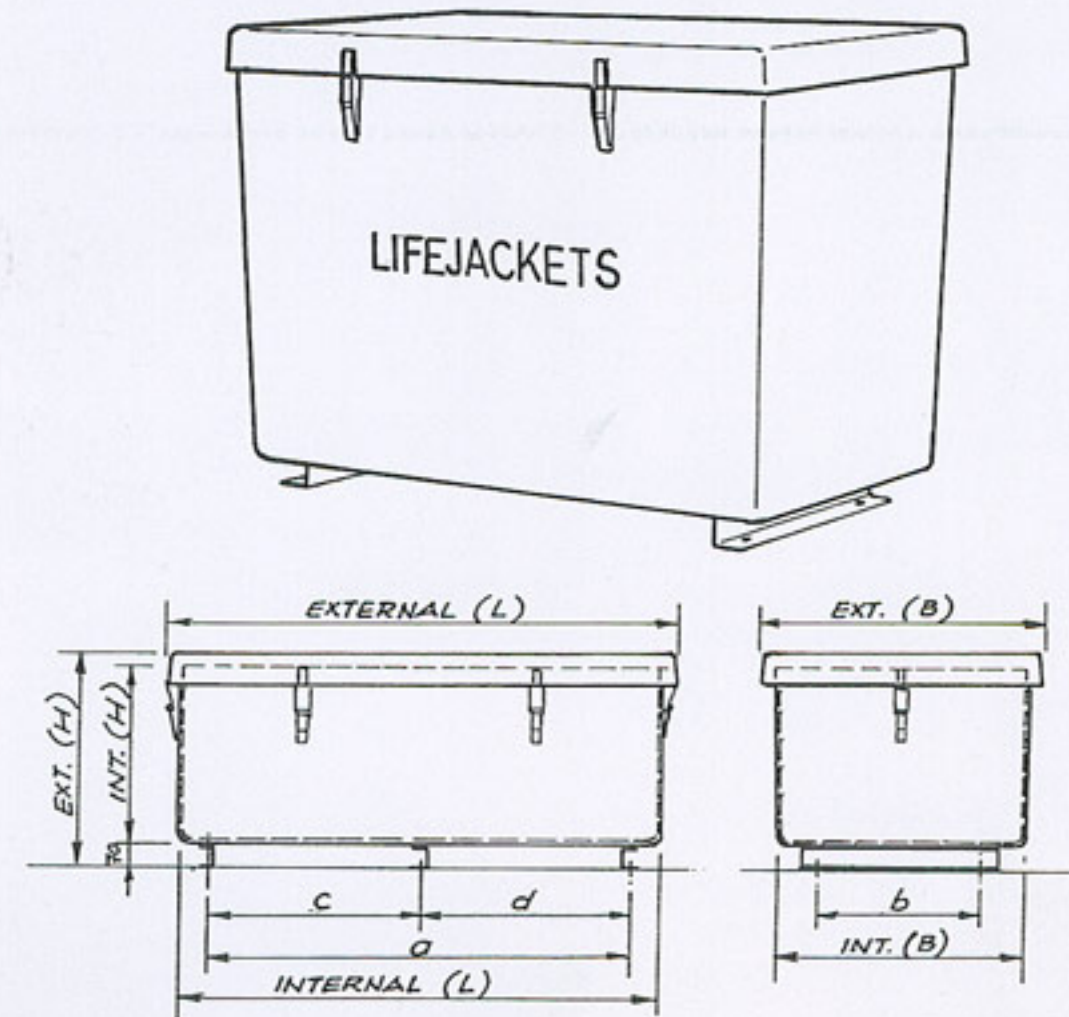 LIFEJACKETS
EXTERNAL (L)
EXT. (B)
EXT. (H)
INT. (H)
70
c
d
b
a
INT. (B)
INTERNAL (L)